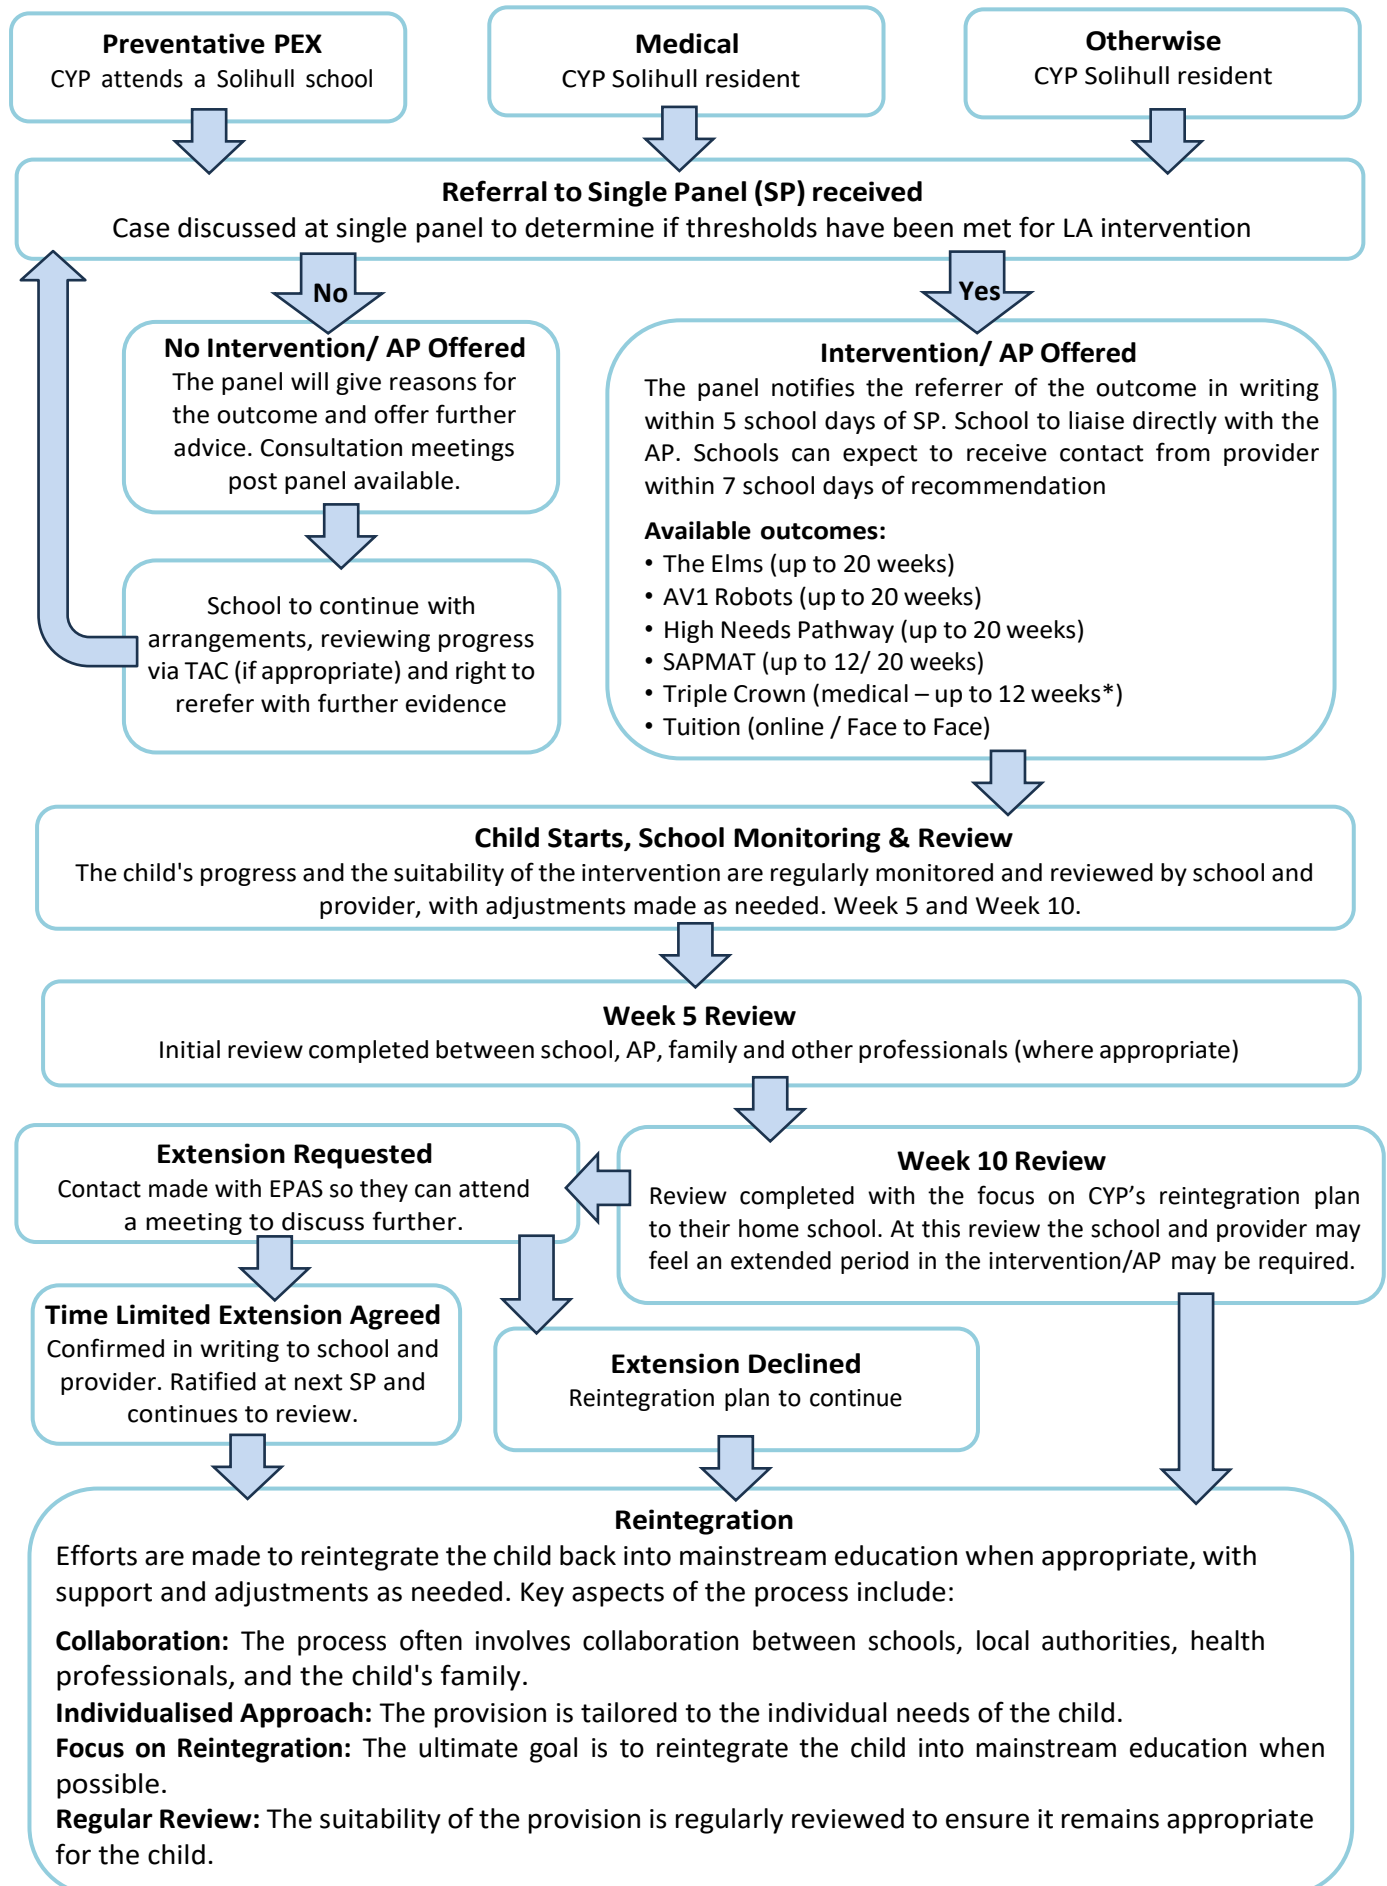 Preventative PEX
CYP attends a Solihull school
Medical
CYP Solihull resident
Otherwise
CYP Solihull resident
Referral to Single Panel (SP) received
Case discussed at single panel to determine if thresholds have been met for LA intervention
No
Yes
No Intervention/ AP Offered
The panel will give reasons for
the outcome and offer further
advice. Consultation meetings
post panel available.
School to continue with
arrangements, reviewing progress
via TAC (if appropriate) and right to
rerefer with further evidence
Intervention/ AP Offered
The panel notifies the referrer of the outcome in writing
within 5 school days of SP. School to liaise directly with the
AP. Schools can expect to receive contact from provider
within 7 school days of recommendation
Available outcomes:
• The Elms (up to 20 weeks)
• AV1 Robots (up to 20 weeks)
• High Needs Pathway (up to 20 weeks)
• SAPMAT (up to 12/ 20 weeks)
• Triple Crown (medical – up to 12 weeks*)
• Tuition (online / Face to Face)
Child Starts, School Monitoring & Review
The child's progress and the suitability of the intervention are regularly monitored and reviewed by school and
provider, with adjustments made as needed. Week 5 and Week 10.
Week 5 Review
Initial review completed between school, AP, family and other professionals (where appropriate)
Week 10 Review
Review completed with the focus on CYP’s reintegration plan
to their home school. At this review the school and provider may
feel an extended period in the intervention/AP may be required.
Extension Requested
Contact made with EPAS so they can attend
a meeting to discuss further.
Time Limited Extension Agreed
Confirmed in writing to school and
provider. Ratified at next SP and
continues to review.
Extension Declined
Reintegration plan to continue
Reintegration
Efforts are made to reintegrate the child back into mainstream education when appropriate, with
support and adjustments as needed. Key aspects of the process include:
Collaboration: The process often involves collaboration between schools, local authorities, health
professionals, and the child's family.
Individualised Approach: The provision is tailored to the individual needs of the child.
Focus on Reintegration: The ultimate goal is to reintegrate the child into mainstream education when
possible.
Regular Review: The suitability of the provision is regularly reviewed to ensure it remains appropriate
for the child.